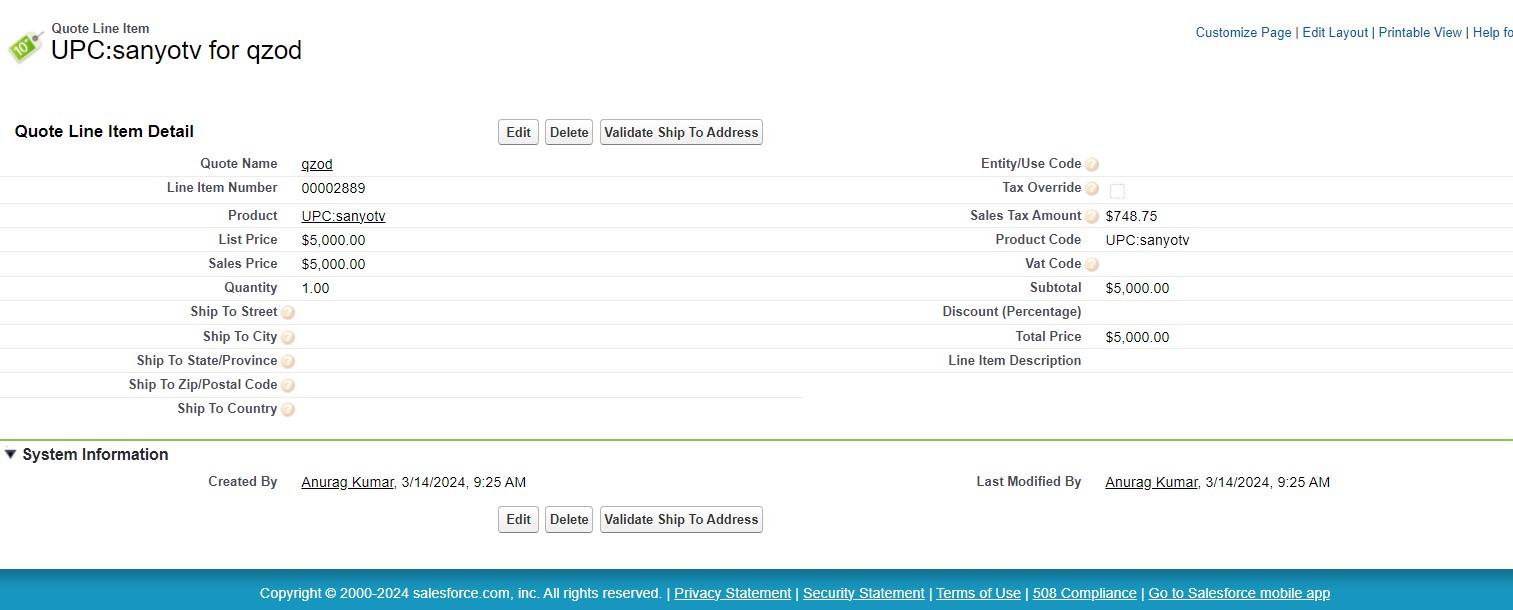 Quote Line Item
UPC:sanyotv for qzod
Customize Page | Edit Layout | Printable View | Help fo
Quote Line Item Detail
Edit Delete Validate Ship To Address
Quote Name qzod Entity/Use Code
Line Item Number 00002889 Tax Override
Product UPC:sanyotv Sales Tax Amount $748.75
List Price $5,000.00 Product Code UPC:sanyotv
Sales Price $5,000.00 Vat Code
Quantity 1.00 Subtotal $5,000.00
Ship To Street Discount (Percentage)
Ship To City Total Price $5,000.00
Ship To State/Province Line Item Description
Ship To Zip/Postal Code
Ship To Country
System Information
Created By Anurag Kumar, 3/14/2024, 9:25 AM Last Modified By Anurag Kumar, 3/14/2024, 9:25 AM
Edit Delete Validate Ship To Address
Copyright © 2000-2024 salesforce.com, inc. All rights reserved. | Privacy Statement | Security Statement | Terms of Use | 508 Compliance | Go to Salesforce mobile app